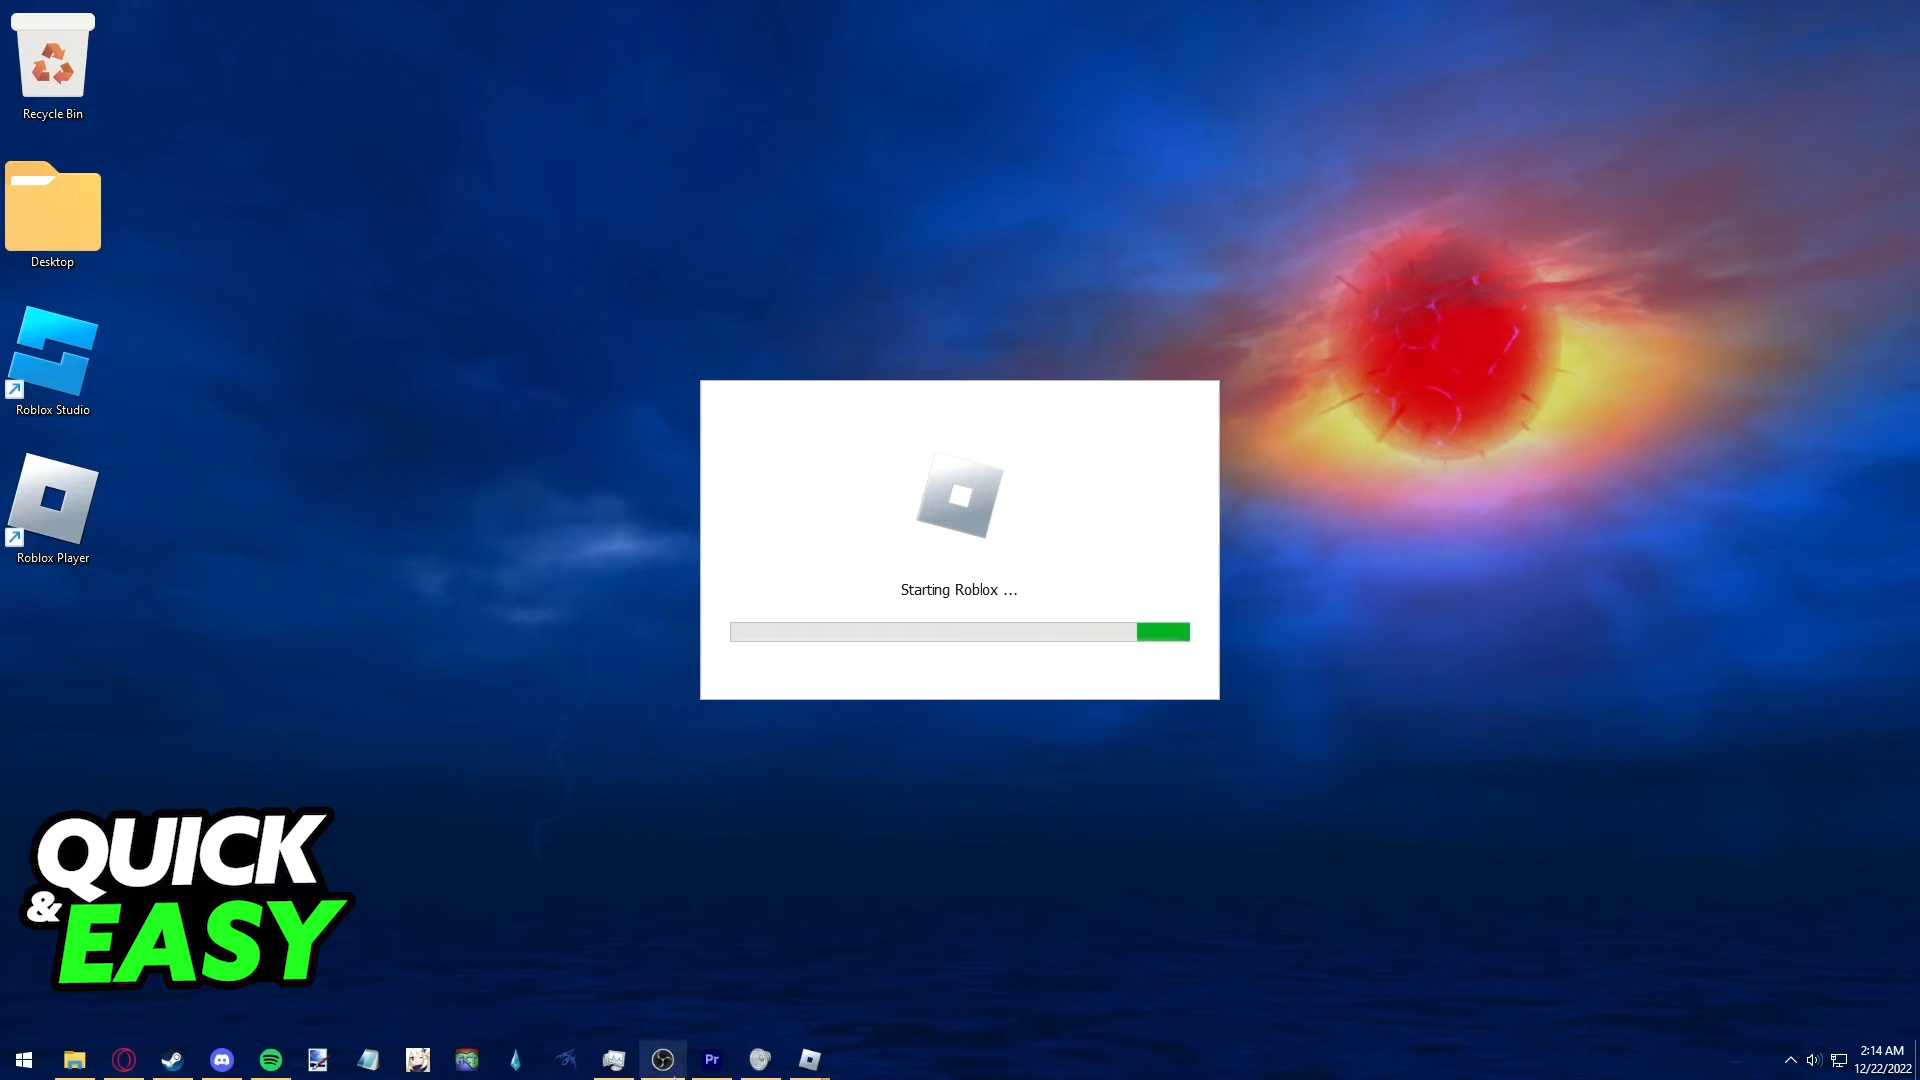 Recycle Bin
Desktop
Roblox Studio
Roblox Player
Starting Roblox ...
QUICK
& EASY
Pr
2:14 AM
12/22/2022